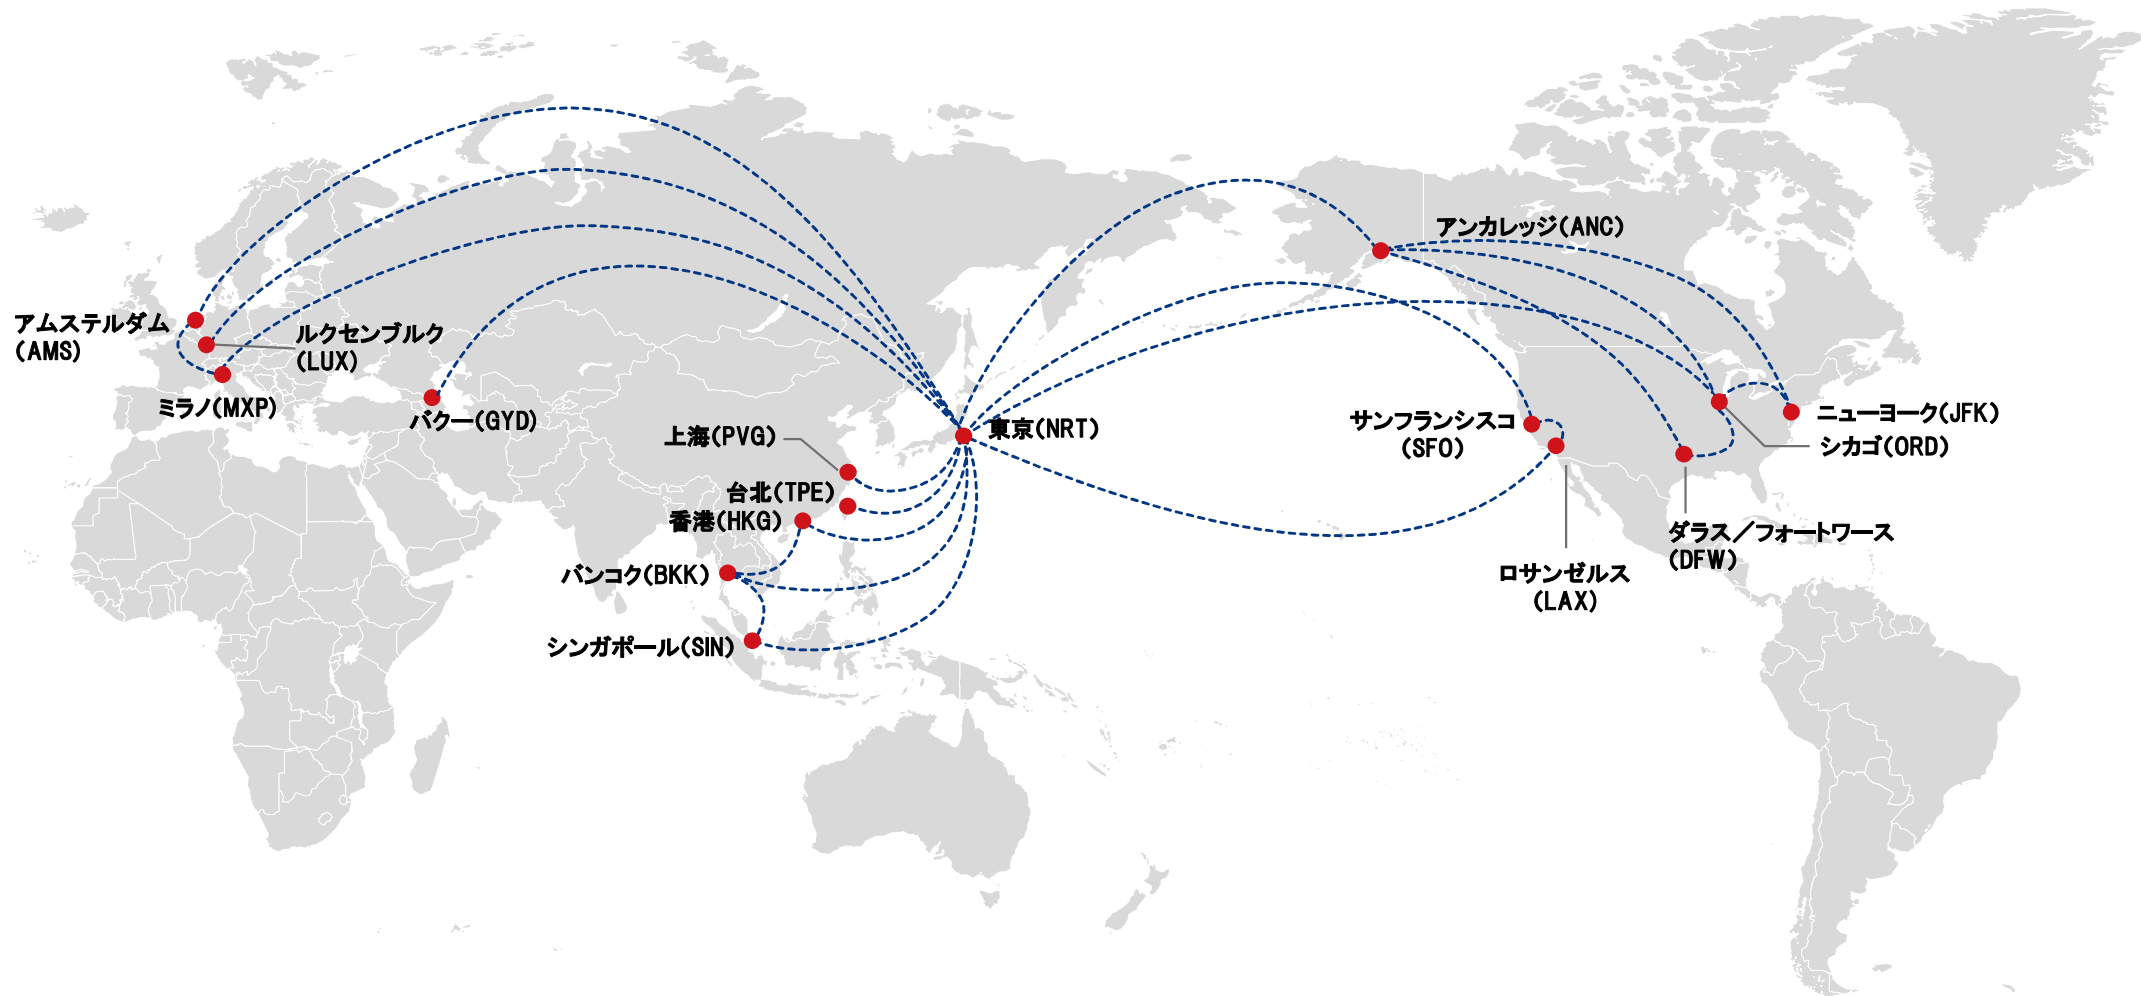 アンカレッジ(ANC)
アムステルダム
(AMS)
ルクセンブルク
(LUX)
ミラノ(MXP)
バクー(GYD)
上海(PVG)
東京(NRT)
サンフランシスコ
(SFO)
ニューヨーク(JFK)
シカゴ(ORD)
台北(TPE)
香港(HKG)
ダラス／フォートワース
(DFW)
バンコク(BKK)
ロサンゼルス
(LAX)
シンガポール(SIN)